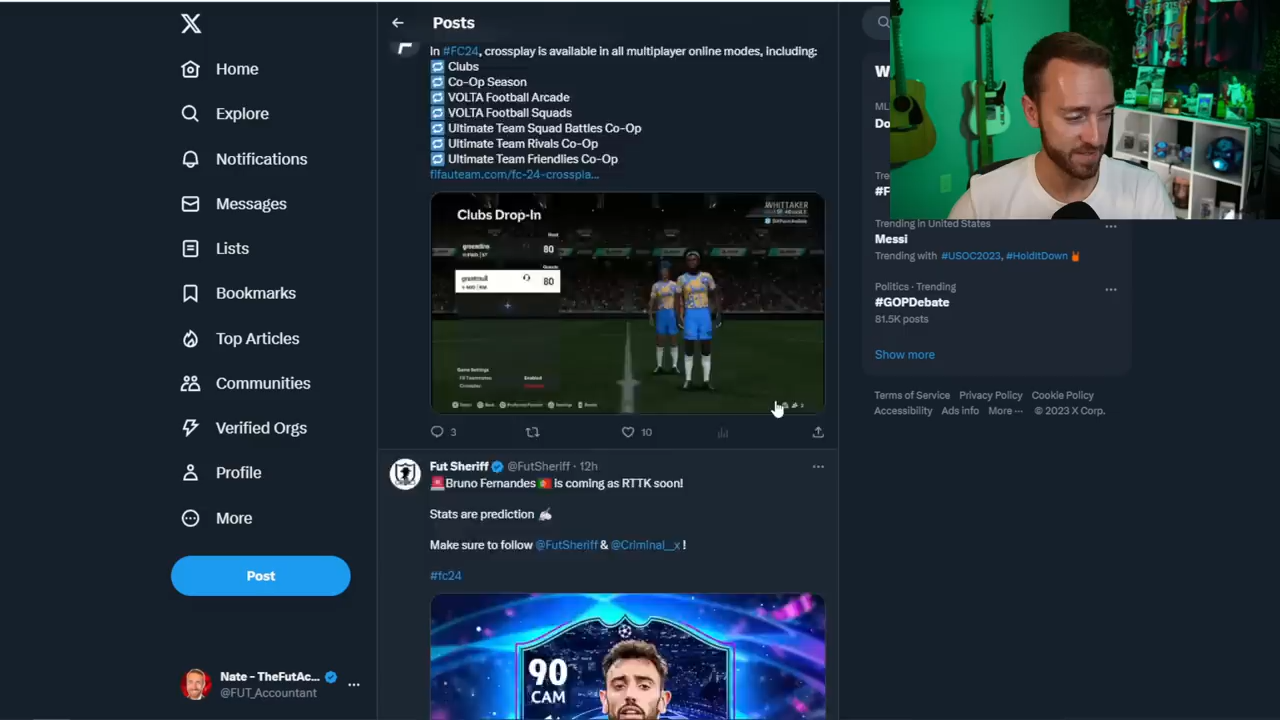 Posts
Home
Explore
Notifications
Messages
Lists
Bookmarks
Top Articles
Communities
Verified Orgs
Profile
More
Post
Nate - TheFutAc...
@FUT_Accountant
In #FC24, crossplay is available in all multiplayer online modes, including:
Clubs
Co-Op Season
VOLTA Football Arcade
VOLTA Football Squads
Ultimate Team Squad Battles Co-Op
Ultimate Team Rivals Co-Op
Ultimate Team Friendlies Co-Op
fifauteam.com/fc-24-crosspla...
Clubs Drop-In
WHITTAKER
80
80
Game Settings
Enabled
3
10
Fut Sheriff @FutSheriff · 12h
Bruno Fernandes is coming as RTTK soon!
Stats are prediction
Make sure to follow @FutSheriff & @Criminal__x !
#fc24
90
CAM
Trending in United States
Messi
Trending with #USOC2023, #HoldItDown
Politics · Trending
#GOPDebate
81.5K posts
Show more
Terms of Service Privacy Policy Cookie Policy
Accessibility Ads info More ··· © 2023 X Corp.